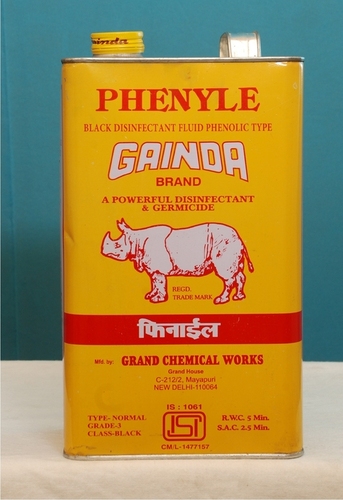 Gainda
PHENYLE
BLACK DISINFECTANT FLUID PHENOLIC TYPE
GAINDA
BRAND
A POWERFUL DISINFECTANT
& GERMICIDE
REGD.
TRADE MARK
फिनाईल
Mfd. by: GRAND CHEMICAL WORKS
Grand House
C-212/2, Mayapuri
NEW DELHI-110064
IS : 1061
TYPE- NORMAL
GRADE-3
CLASS-BLACK
ISI
R.W.C. 5 Min.
S.A.C. 2.5 Min.
CM/L-1477157